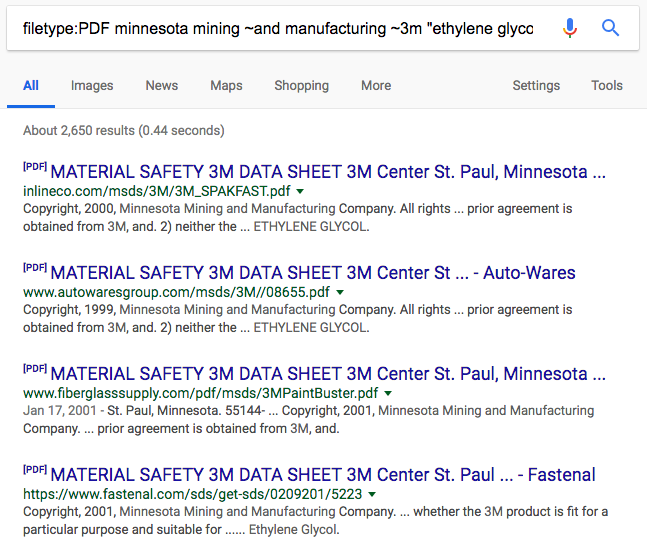 filetype:PDF minnesota mining ~and manufacturing ~3m "ethylene glyco
All Images News Maps Shopping More Settings Tools
About 2,650 results (0.44 seconds)
[PDF] MATERIAL SAFETY 3M DATA SHEET 3M Center St. Paul, Minnesota ...
inlineco.com/msds/3M/3M_SPAKFAST.pdf
Copyright, 2000, Minnesota Mining and Manufacturing Company. All rights ... prior agreement is
obtained from 3M, and. 2) neither the ... ETHYLENE GLYCOL.
[PDF] MATERIAL SAFETY 3M DATA SHEET 3M Center St ... - Auto-Wares
www.autowaresgroup.com/msds/3M//08655.pdf
Copyright, 1999, Minnesota Mining and Manufacturing Company. All rights ... prior agreement is
obtained from 3M, and. 2) neither the ... ETHYLENE GLYCOL.
[PDF] MATERIAL SAFETY 3M DATA SHEET 3M Center St. Paul, Minnesota ...
www.fiberglasssupply.com/pdf/msds/3MPaintBuster.pdf
Jan 17, 2001 - St. Paul, Minnesota. 55144- ... Copyright, 2001, Minnesota Mining and Manufacturing
Company. ... prior agreement is obtained from 3M, and.
[PDF] MATERIAL SAFETY 3M DATA SHEET 3M Center St. Paul ... - Fastenal
https://www.fastenal.com/sds/get-sds/0209201/5223
Copyright, 2001, Minnesota Mining and Manufacturing Company. ... whether the 3M product is fit for a
particular purpose and suitable for ...... Ethylene Glycol.